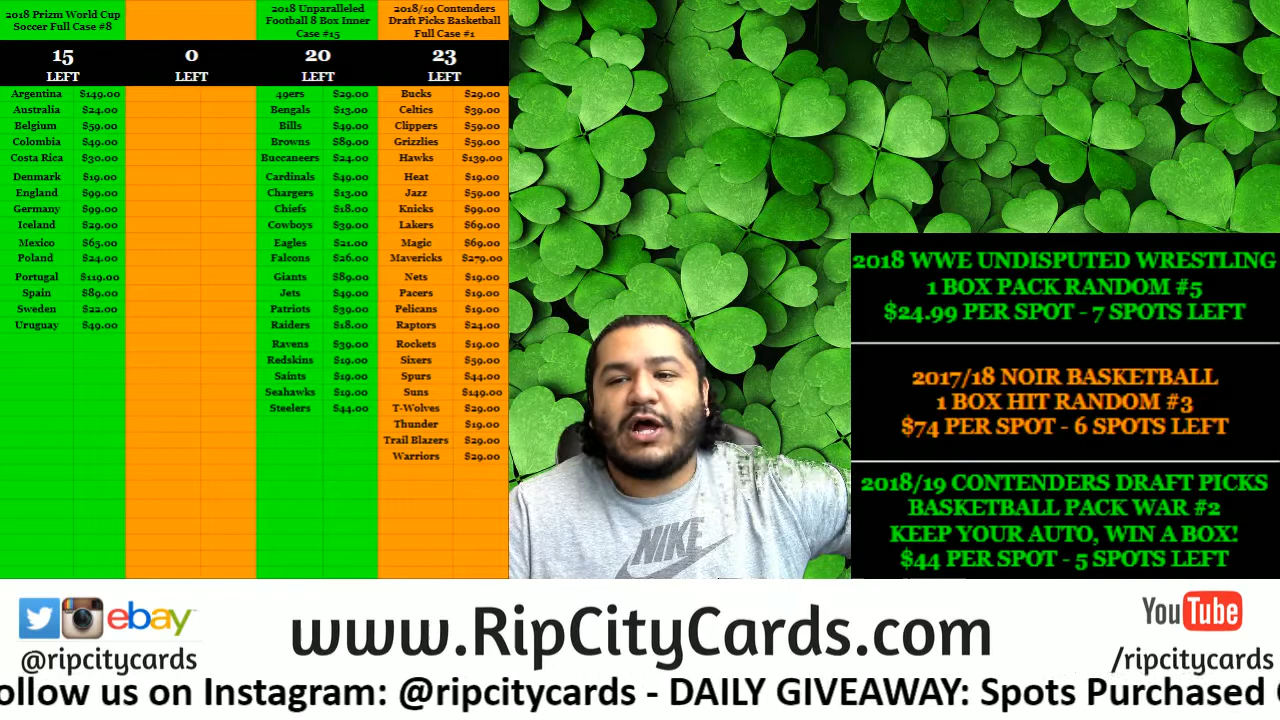 2018 Prizm World Cup
Soccer Full Case #8
15
LEFT
Argentina $149.00
Australia $24.00
Belgium $59.00
Colombia $49.00
Costa Rica $30.00
Denmark $19.00
England $99.00
Germany $99.00
Iceland $29.00
Mexico $65.00
Poland $24.00
Portugal $119.00
Spain $89.00
Sweden $22.00
Uruguay $49.00
0
LEFT
2018 Unparalleled
Football 8 Box Inner
Case #15
20
LEFT
49ers $29.00
Bengals $13.00
Bills $49.00
Browns $89.00
Buccaneers $24.00
Cardinals $49.00
Chargers $13.00
Chiefs $18.00
Cowboys $39.00
Eagles $21.00
Falcons $26.00
Giants $89.00
Jets $49.00
Patriots $39.00
Raiders $18.00
Ravens $39.00
Redskins $19.00
Saints $19.00
Seahawks $19.00
Steelers $44.00
2018/19 Contenders
Draft Picks Basketball
Full Case #1
23
LEFT
Bucks $29.00
Celtics $39.00
Clippers $59.00
Grizzlies $59.00
Hawks $139.00
Heat $19.00
Jazz $59.00
Knicks $99.00
Lakers $69.00
Magic $69.00
Mavericks $279.00
Nets $19.00
Pacers $19.00
Pelicans $19.00
Raptors $24.00
Rockets $19.00
Sixers $59.00
Spurs $44.00
Suns $149.00
T-Wolves $29.00
Thunder $19.00
Trail Blazers $29.00
Warriors $29.00
NIKE
2018 WWE UNDISPUTED WRESTLING
1 BOX PACK RANDOM #5
$24.99 PER SPOT - 7 SPOTS LEFT
2017/18 NOIR BASKETBALL
1 BOX HIT RANDOM #3
$74 PER SPOT - 6 SPOTS LEFT
2018/19 CONTENDERS DRAFT PICKS
BASKETBALL PACK WAR #2
KEEP YOUR AUTO, WIN A BOX!
$44 PER SPOT - 5 SPOTS LEFT
ebay
@ripcitycards
www.RipCityCards.com
YouTube
/ripcitycards
ollow us on Instagram: @ripcitycards - DAILY GIVEAWAY: Spots Purchased